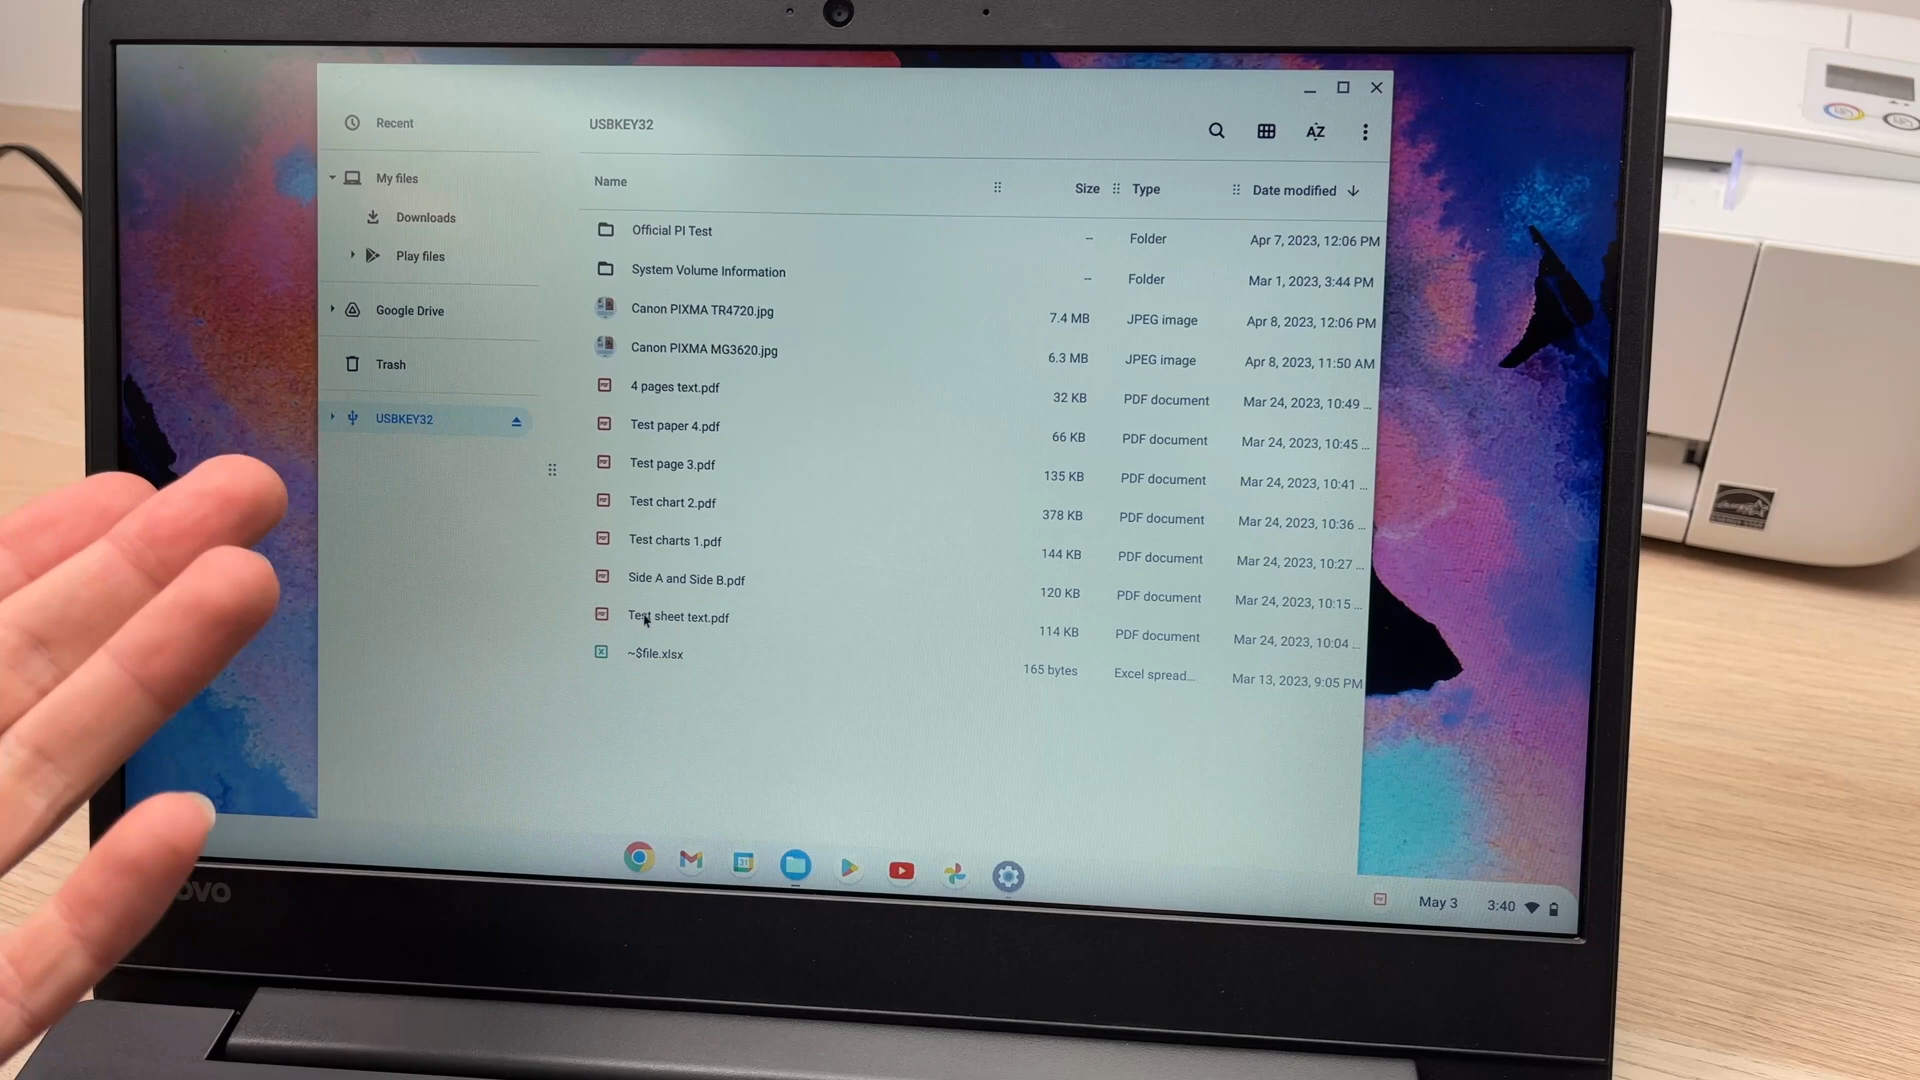 Recent
USBKEY32
My files
Downloads
Play files
Google Drive
Trash
USBKEY32
Name Size Type Date modified
Official PI Test -- Folder Apr 7, 2023, 12:06 PM
System Volume Information -- Folder Mar 1, 2023, 3:44 PM
Canon PIXMA TR4720.jpg 7.4 MB JPEG image Apr 8, 2023, 12:06 PM
Canon PIXMA MG3620.jpg 6.3 MB JPEG image Apr 8, 2023, 11:50 AM
4 pages text.pdf 32 KB PDF document Mar 24, 2023, 10:49 ...
Test paper 4.pdf 66 KB PDF document Mar 24, 2023, 10:45 ...
Test page 3.pdf 135 KB PDF document Mar 24, 2023, 10:41 ...
Test chart 2.pdf 378 KB PDF document Mar 24, 2023, 10:36 ...
Test charts 1.pdf 144 KB PDF document Mar 24, 2023, 10:27 ...
Side A and Side B.pdf 120 KB PDF document Mar 24, 2023, 10:15 ...
Test sheet text.pdf 114 KB PDF document Mar 24, 2023, 10:04 ...
~$file.xlsx 165 bytes Excel spread... Mar 13, 2023, 9:05 PM
31
May 3 3:40
ovo